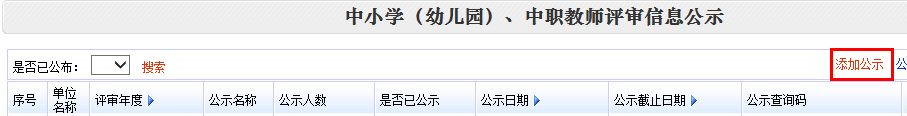 中小学（幼儿园）、中职教师评审信息公示
是否已公布： 搜索 添加公示 公
序号 单位名称 评审年度 公示名称 公示人数 是否已公示 公示日期 公示截止日期 公示查询码